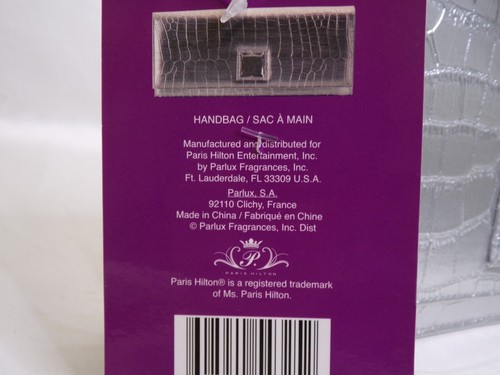 HANDBAG / SAC À MAIN
Manufactured and distributed for
Paris Hilton Entertainment, Inc.
by Parlux Fragrances, Inc.
Ft. Lauderdale, FL 33309 U.S.A.
Parlux, S.A.
92110 Clichy, France
Made in China / Fabriqué en Chine
© Parlux Fragrances, Inc. Dist
P.
PARIS HILTON
Paris Hilton® is a registered trademark
of Ms. Paris Hilton.